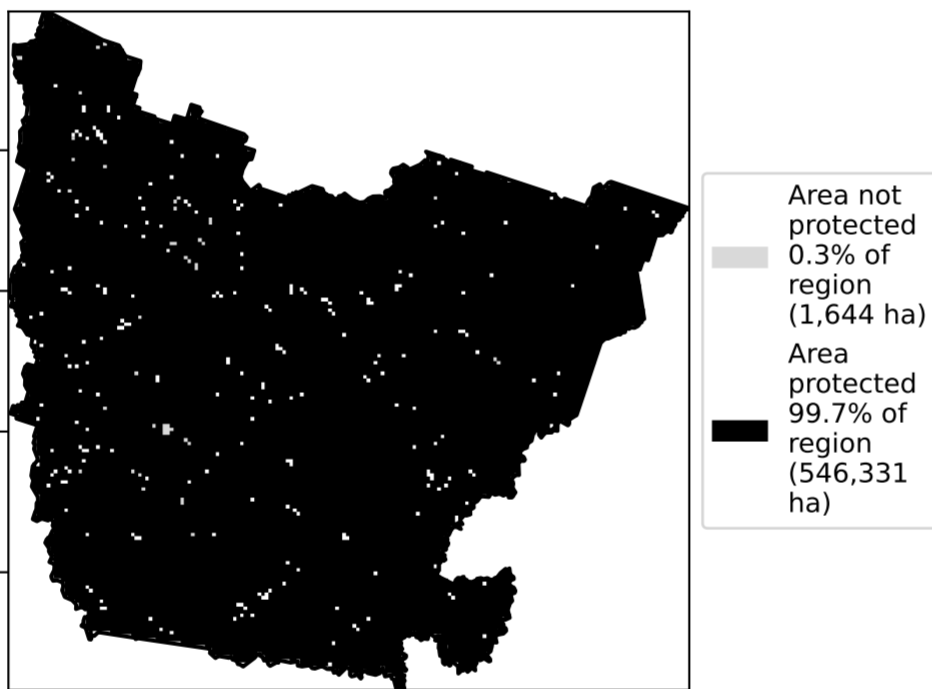 Area not
protected
0.3% of
region
(1,644 ha)
Area
protected
99.7% of
region
(546,331
ha)